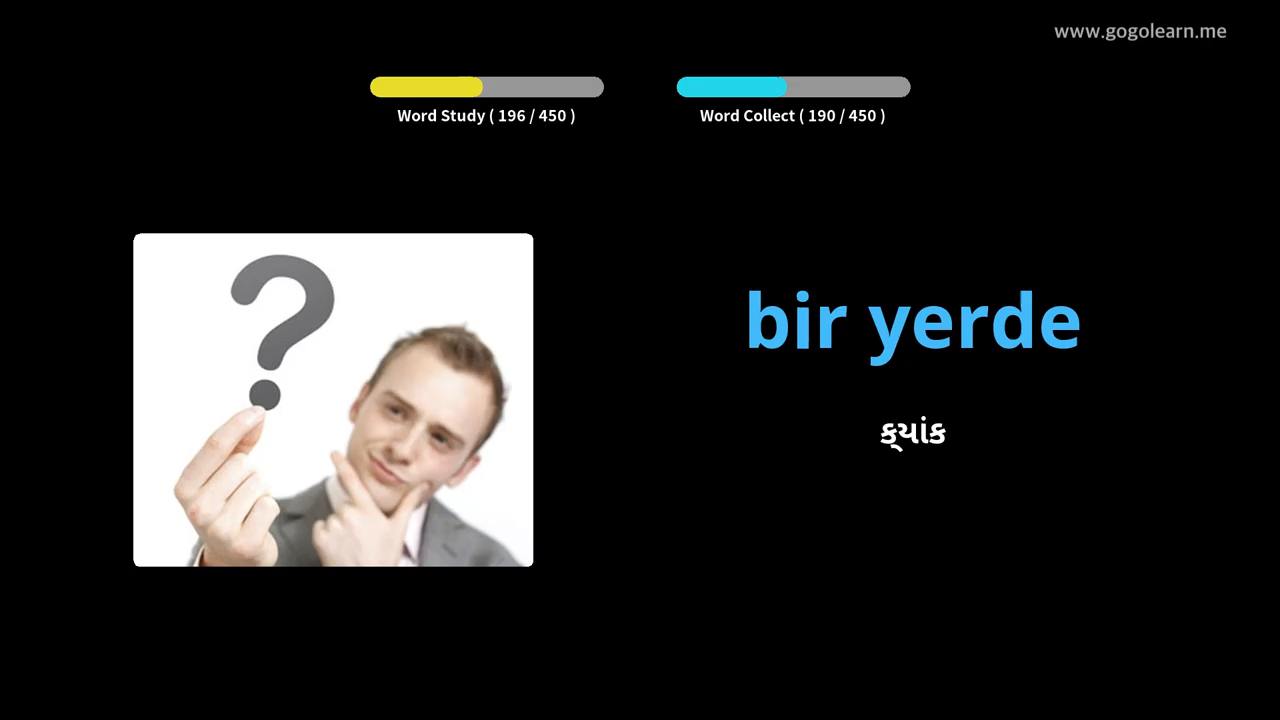 www.gogolearn.me
Word Study ( 196 / 450 )
Word Collect ( 190 / 450 )
?
bir yerde
ક્યાંક